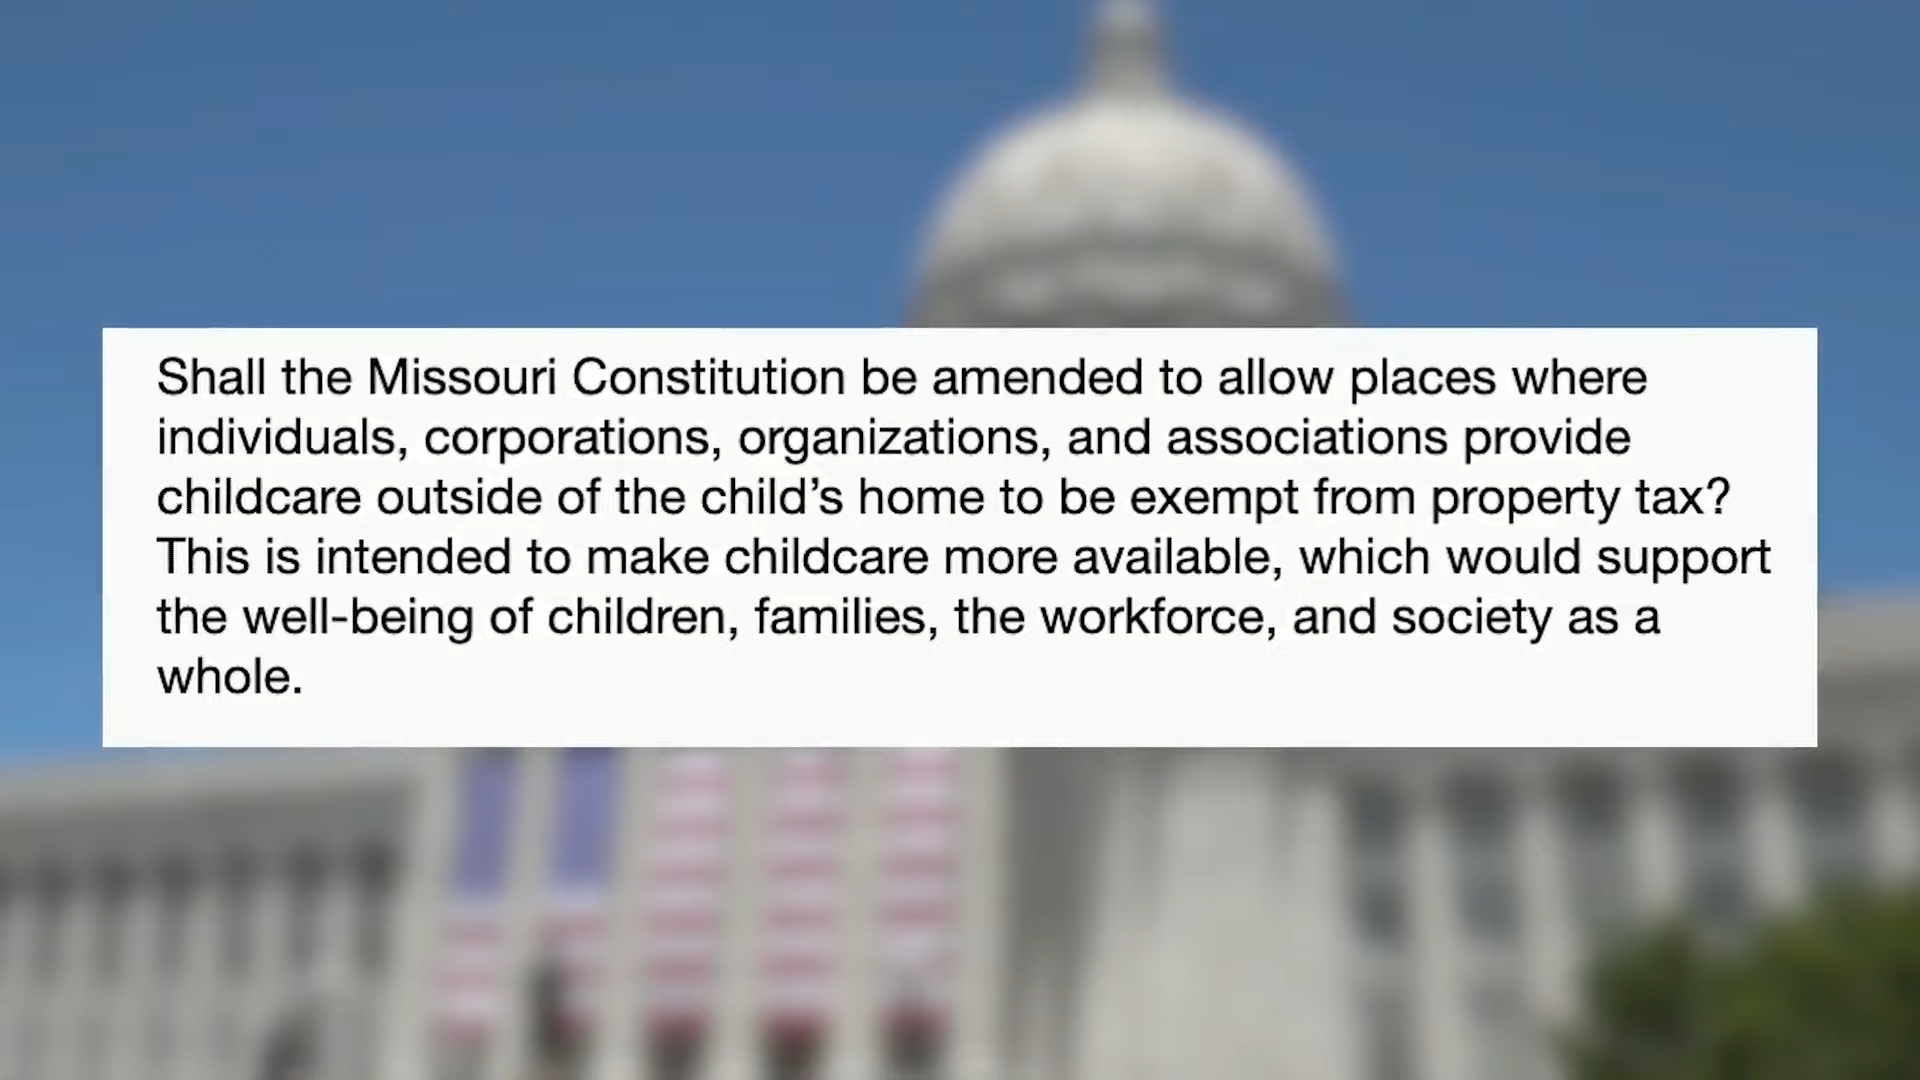 Shall the Missouri Constitution be amended to allow places where
individuals, corporations, organizations, and associations provide
childcare outside of the child’s home to be exempt from property tax?
This is intended to make childcare more available, which would support
the well-being of children, families, the workforce, and society as a
whole.